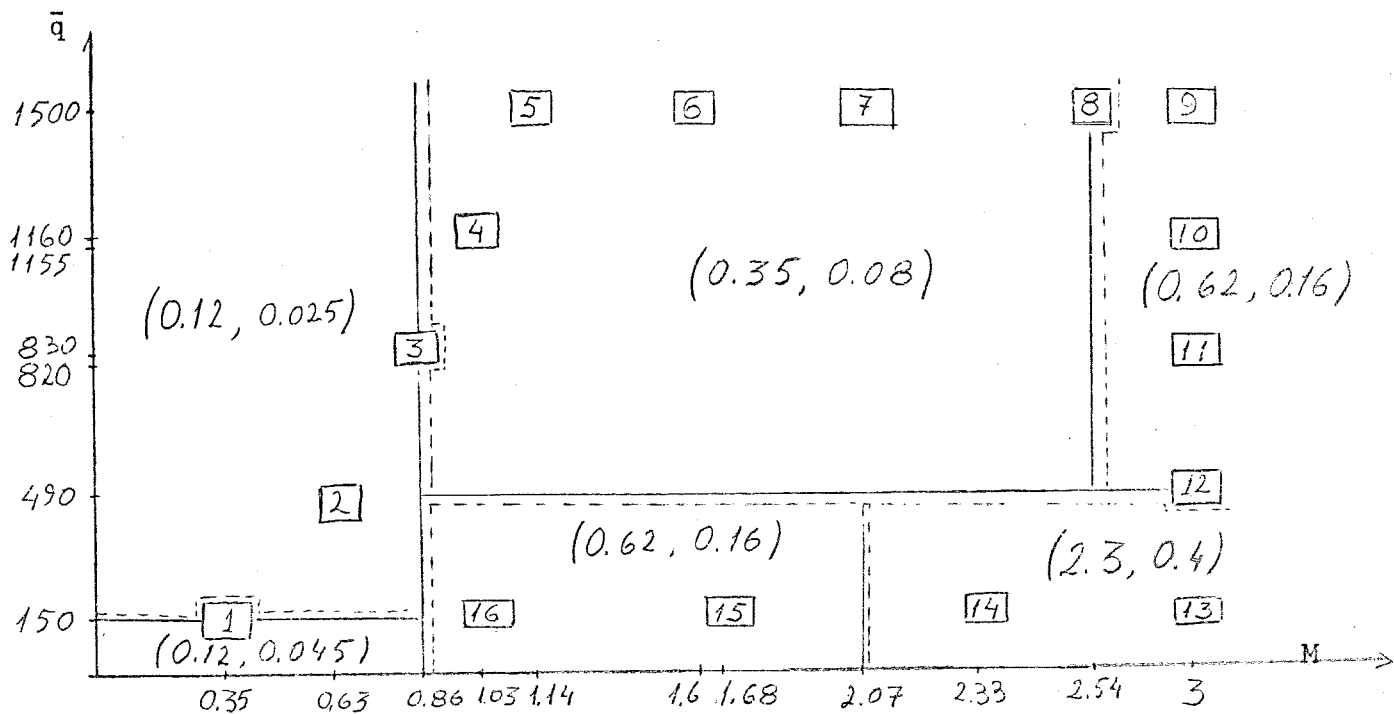 q̄
1500 5 6 7 8 9
1160 4 10
1155 (0.35, 0.08) (0.62, 0.16)
(0.12, 0.025)
830 3 11
820
490 2 12
(0.62, 0.16) (2.3, 0.4)
150 1 16 15 14 13
(0.12, 0.045) M
0.35 0.63 0.86 1.03 1.14 1.6 1.68 2.07 2.33 2.54 3